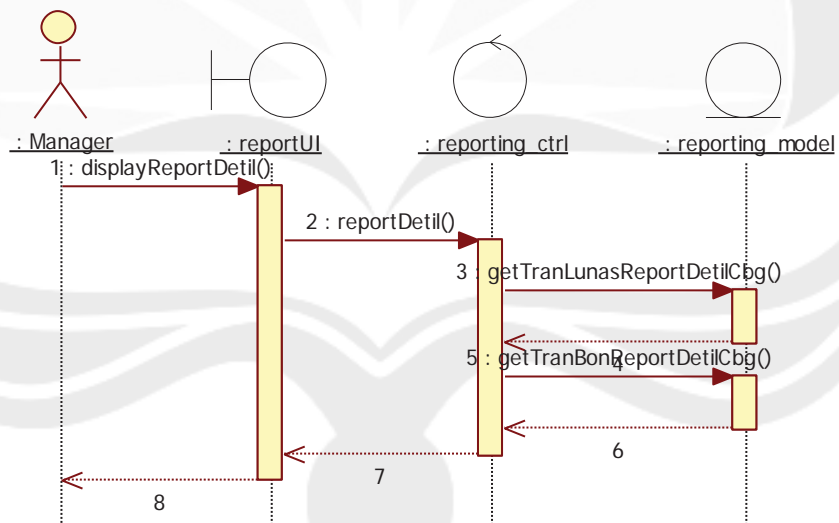 : Manager
: reportUI
: reporting_ctrl
: reporting_model
1 : displayReportDetil()
2 : reportDetil()
3 : getTranLunasReportDetilCbg()
4
5 : getTranBonReportDetilCbg()
6
7
8